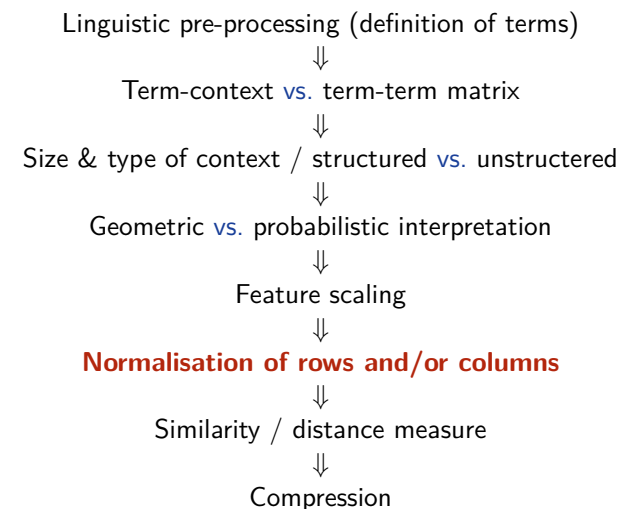 Linguistic pre-processing (definition of terms)
⇓
Term-context vs. term-term matrix
⇓
Size & type of context / structured vs. unstructered
⇓
Geometric vs. probabilistic interpretation
⇓
Feature scaling
⇓
Normalisation of rows and/or columns
⇓
Similarity / distance measure
⇓
Compression